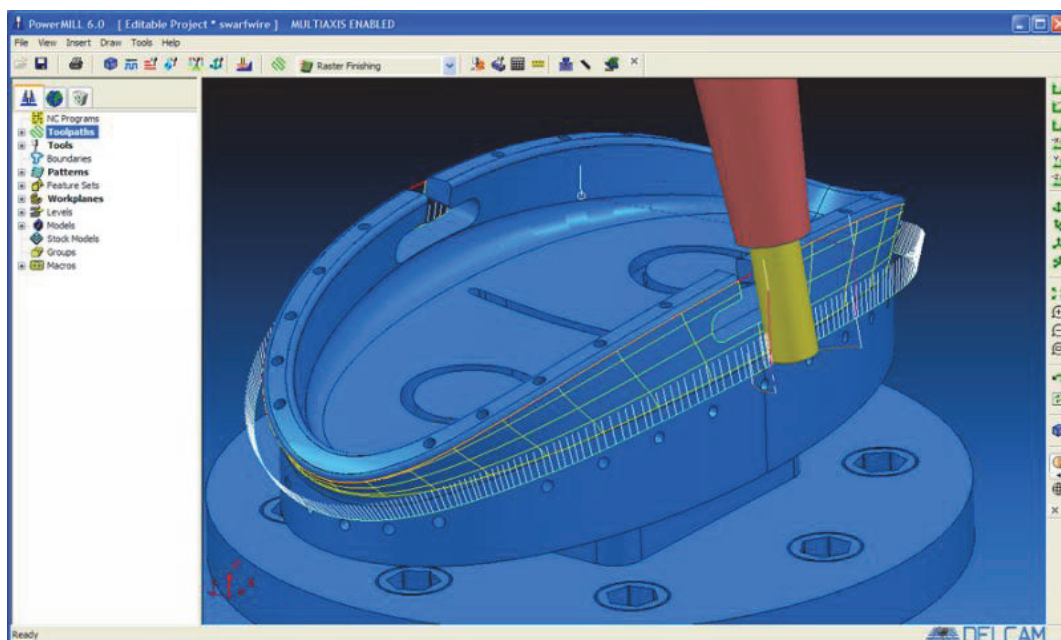 PowerMILL 6.0 [ Editable Project * swarfwire ] MULTIAXIS ENABLED
File View Insert Draw Tools Help
Raster Finishing
NC Programs
Toolpaths
Tools
Boundaries
Patterns
Feature Sets
Workplanes
Levels
Models
Stock Models
Groups
Macros
Ready
DELCAM